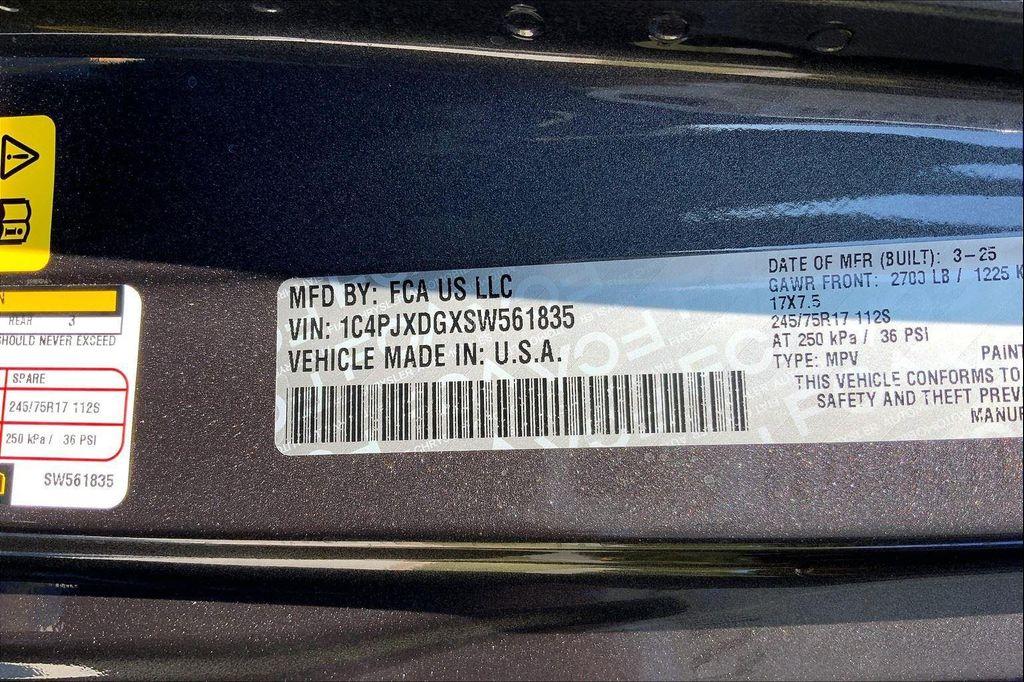 N
REAR 3
SHOULD NEVER EXCEED
SPARE
245/75R17 112S
250 kPa / 36 PSI
SW561835
MFD BY: FCA US LLC
VIN: 1C4PJXDGXSW561835
VEHICLE MADE IN: U.S.A.
DATE OF MFR (BUILT): 3-25
GAWR FRONT: 2700 LB / 1225 K
17X7.5
245/75R17 112S
AT 250 kPa / 36 PSI
TYPE: MPV
PAINT
THIS VEHICLE CONFORMS TO
SAFETY AND THEFT PREV
MANUF